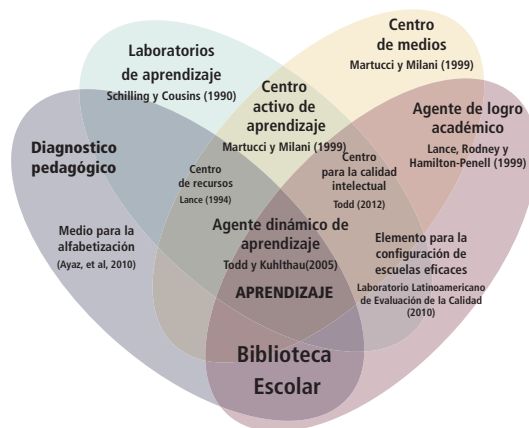 Centro
de medios
Martucci y Milani (1999)
Laboratorios
de aprendizaje
Schilling y Cousins (1990)
Centro
activo de
aprendizaje
Martucci y Milani (1999)
Agente de logro
académico
Lance, Rodney y
Hamilton-Penell (1999)
Diagnostico
pedagógico
Centro
de recursos
Lance (1994)
Centro
para la calidad
intelectual
Todd (2012)
Medio para la
alfabetización
(Ayaz, et al, 2010)
Agente dinámico de
aprendizaje
Todd y Kuhlthau(2005)
APRENDIZAJE
Elemento para la
configuración de
escuelas eficaces
Laboratorio Latinoamericano
de Evaluación de la Calidad
(2010)
Biblioteca
Escolar